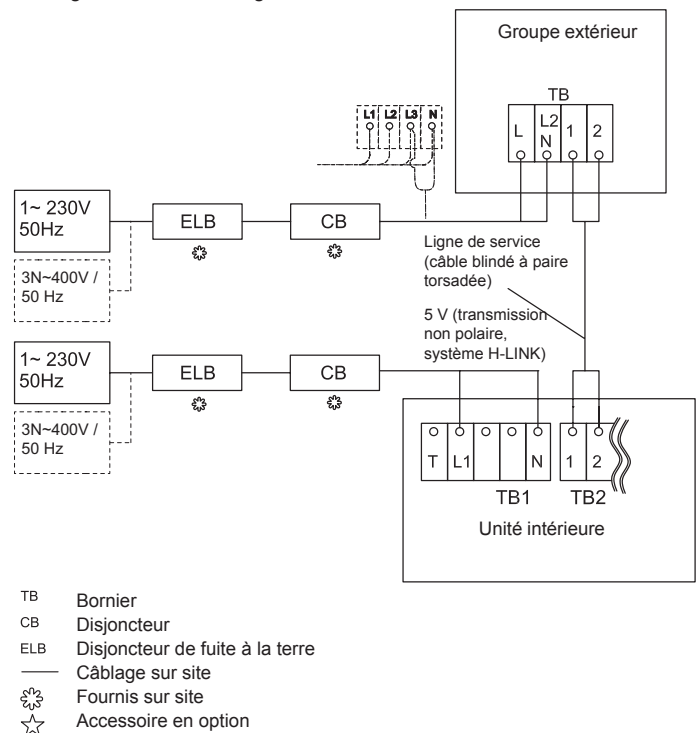 Groupe extérieur
TB
L1 L2 L3 N
L L2 N 1 2
1~ 230V
50Hz
ELB
CB
3N~400V /
50 Hz
Ligne de service
(câble blindé à paire
torsadée)
5 V (transmission
non polaire,
système H-LINK)
1~ 230V
50Hz
ELB
CB
3N~400V /
50 Hz
T L1 N 1 2
TB1 TB2
Unité intérieure
TB Bornier
CB Disjoncteur
ELB Disjoncteur de fuite à la terre
Câblage sur site
Fournis sur site
Accessoire en option